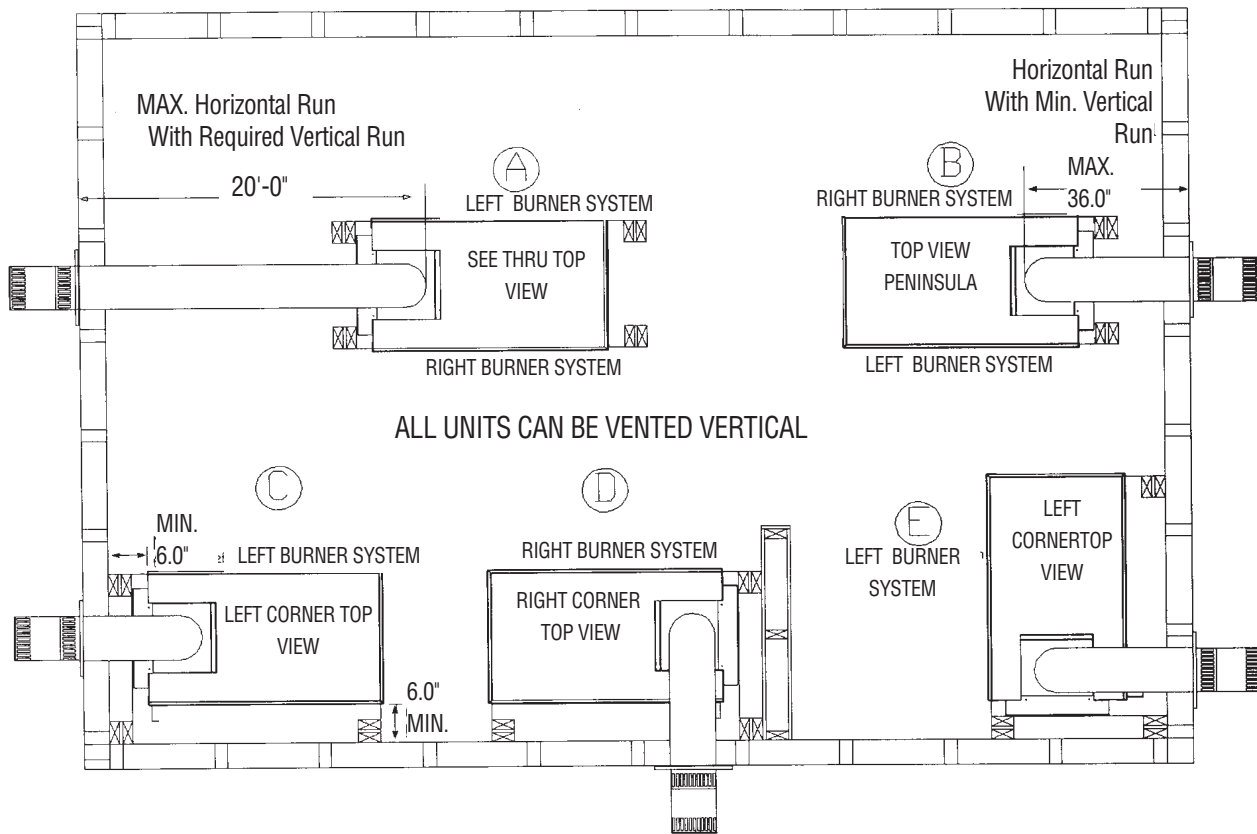 MAX. Horizontal Run
With Required Vertical Run
20'-0"
A
LEFT BURNER SYSTEM
SEE THRU TOP
VIEW
RIGHT BURNER SYSTEM
Horizontal Run
With Min. Vertical
Run
B
MAX.
36.0"
RIGHT BURNER SYSTEM
TOP VIEW
PENINSULA
LEFT BURNER SYSTEM
ALL UNITS CAN BE VENTED VERTICAL
C
MIN.
6.0"
LEFT BURNER SYSTEM
LEFT CORNER TOP
VIEW
6.0"
MIN.
D
RIGHT BURNER SYSTEM
RIGHT CORNER
TOP VIEW
E
LEFT BURNER
SYSTEM
LEFT
CORNERTOP
VIEW